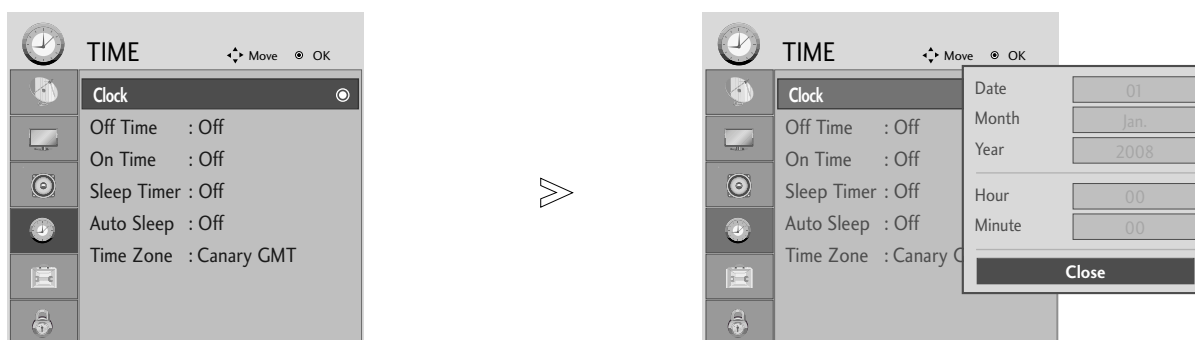 TIME
Move OK
Clock
Off Time : Off
On Time : Off
Sleep Timer : Off
Auto Sleep : Off
Time Zone : Canary GMT
TIME
Move OK
Clock
Off Time : Off
On Time : Off
Sleep Timer : Off
Auto Sleep : Off
Time Zone : Canary G
Date 01
Month Jan.
Year 2008
Hour 00
Minute 00
Close